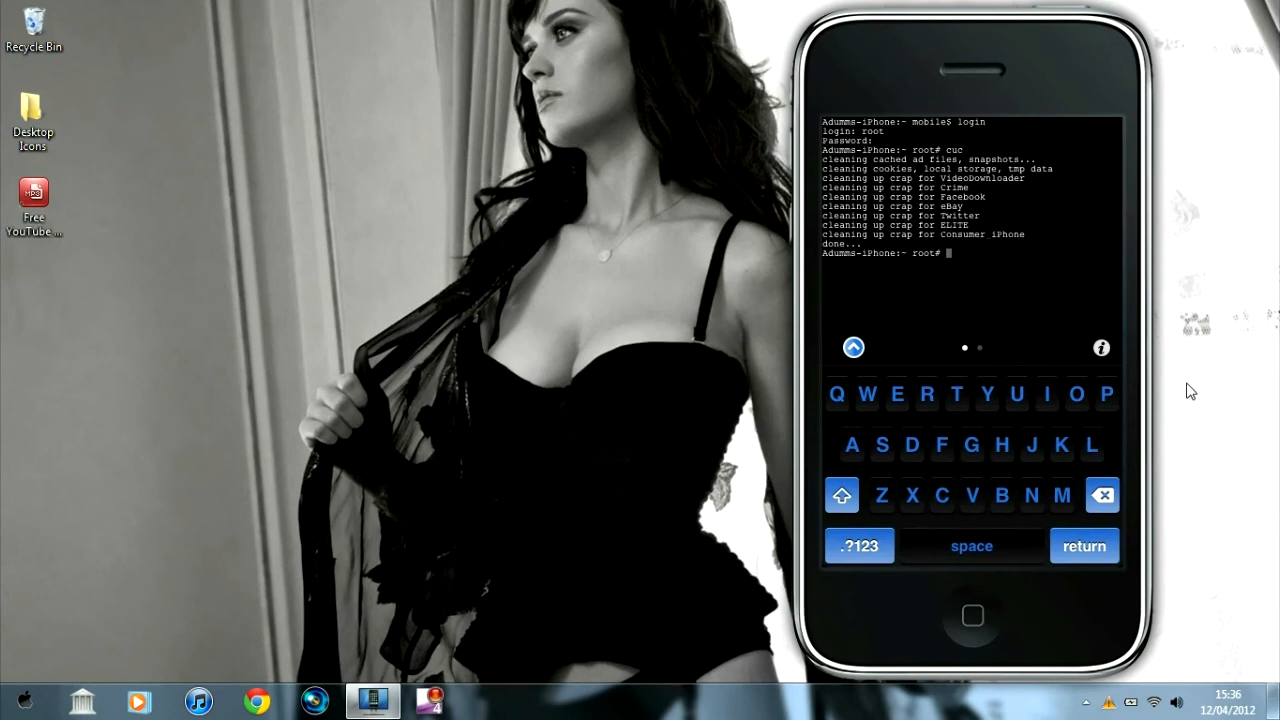 Recycle Bin
Desktop
Icons
MP3
Free
YouTube ...
Adumms-iPhone:~ mobile$ login
login: root
Password:
Adumms-iPhone:~ root# cuc
cleaning cached ad files, snapshots...
cleaning cookies, local storage, tmp data
cleaning up crap for VideoDownloader
cleaning up crap for Crime
cleaning up crap for Facebook
cleaning up crap for eBay
cleaning up crap for Twitter
cleaning up crap for ELITE
cleaning up crap for Consumer_iPhone
done...
Adumms-iPhone:~ root#
i
Q W E R T Y U I O P
A S D F G H J K L
Z X C V B N M
.?123 space return
4
15:36
12/04/2012